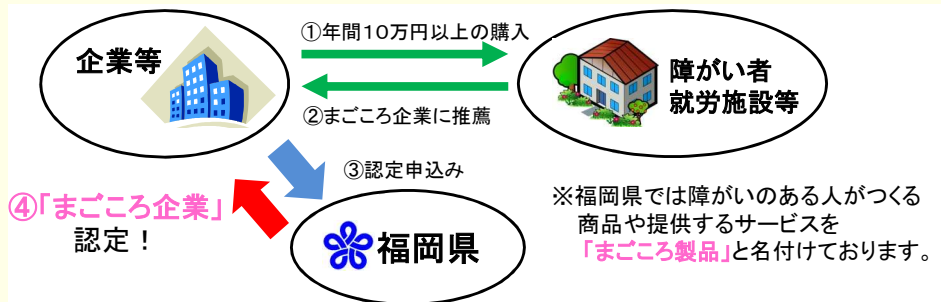 ①年間10万円以上の購入
企業等
障がい者
就労施設等
②まごころ企業に推薦
③認定申込み
④「まごころ企業」
認定！
福岡県
※福岡県では障がいのある人がつくる
商品や提供するサービスを
「まごころ製品」と名付けております。